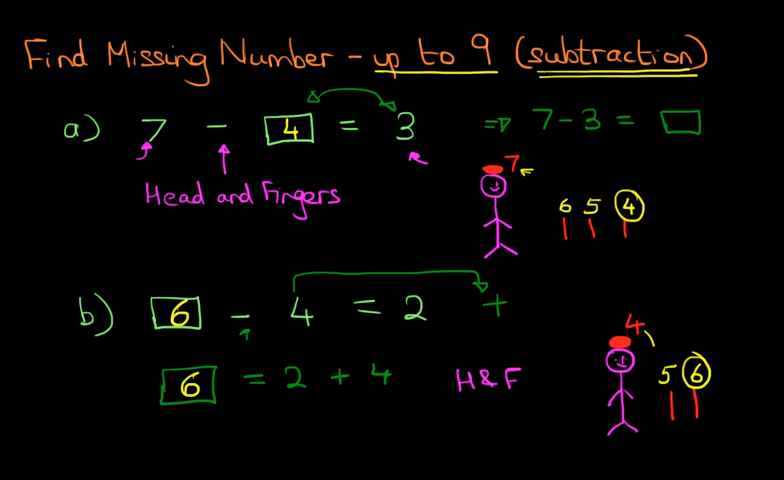 Find Missing Number - up to 9 (subtraction)
a) 7 - 4 = 3 ⇒ 7 - 3 = □
Head and Fingers
7
6 5 4
b) 6 - 4 = 2 +
6 = 2 + 4 H&F
4
5 6